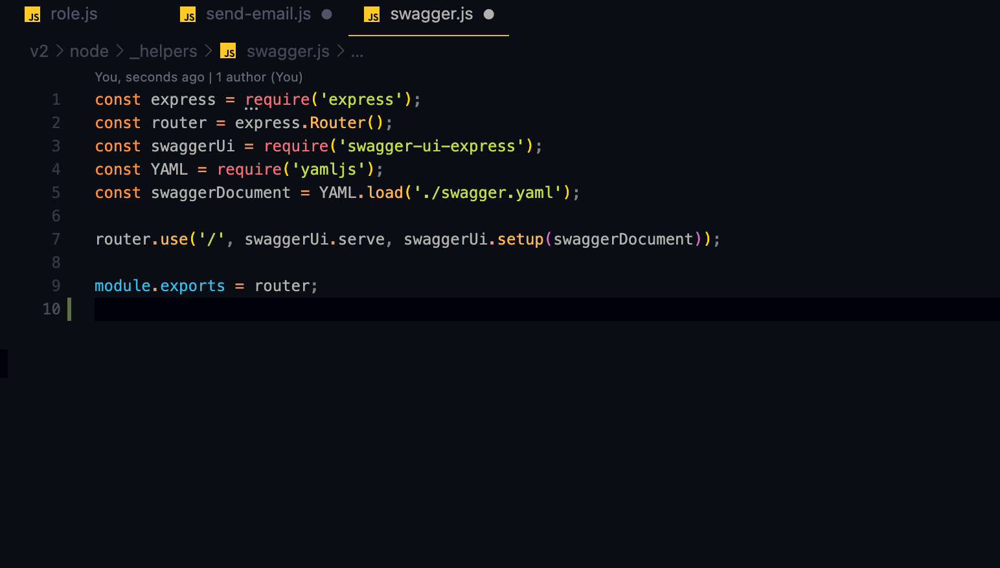 JS role.js JS send-email.js JS swagger.js
v2 > node > _helpers > JS swagger.js > ...
You, seconds ago | 1 author (You)
1 const express = require('express');
2 const router = express.Router();
3 const swaggerUi = require('swagger-ui-express');
4 const YAML = require('yamljs');
5 const swaggerDocument = YAML.load('./swagger.yaml');
6
7 router.use('/', swaggerUi.serve, swaggerUi.setup(swaggerDocument));
8
9 module.exports = router;
10